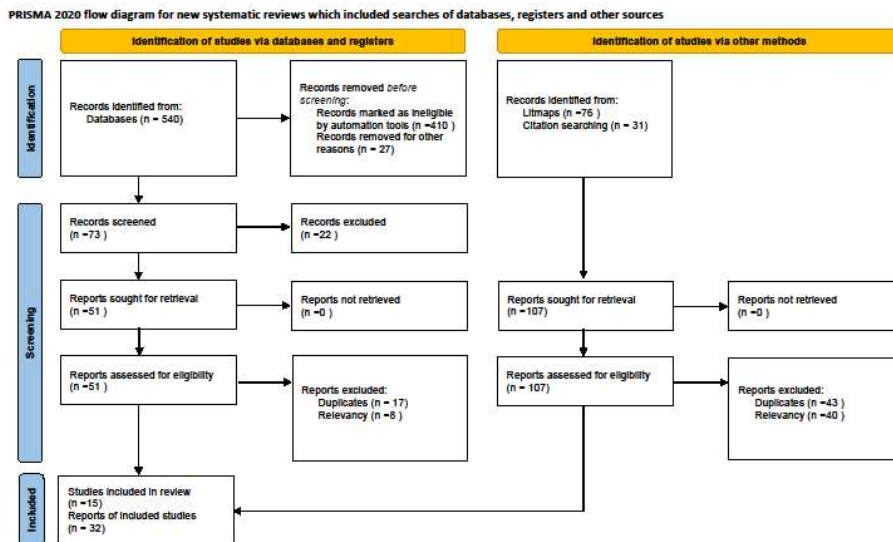 PRISMA 2020 flow diagram for new systematic reviews which included searches of databases, registers and other sources
Identification of studies via databases and registers
Identification of studies via other methods
Identification
Records identified from:
Databases (n = 540)
Records removed before
screening:
Records marked as ineligible
by automation tools (n =410 )
Records removed for other
reasons (n = 27)
Records identified from:
Litmaps (n =76 )
Citation searching (n = 31)
Screening
Records screened
(n =73 )
Records excluded
(n =22 )
Reports sought for retrieval
(n =51 )
Reports not retrieved
(n =0 )
Reports sought for retrieval
(n =107)
Reports not retrieved
(n =0 )
Reports assessed for eligibility
(n =51 )
Reports excluded:
Duplicates (n = 17)
Relevancy (n =8 )
Reports assessed for eligibility
(n = 107)
Reports excluded:
Duplicates (n =43 )
Relevancy (n =40 )
Included
Studies included in review
(n =15)
Reports of included studies
(n = 32)